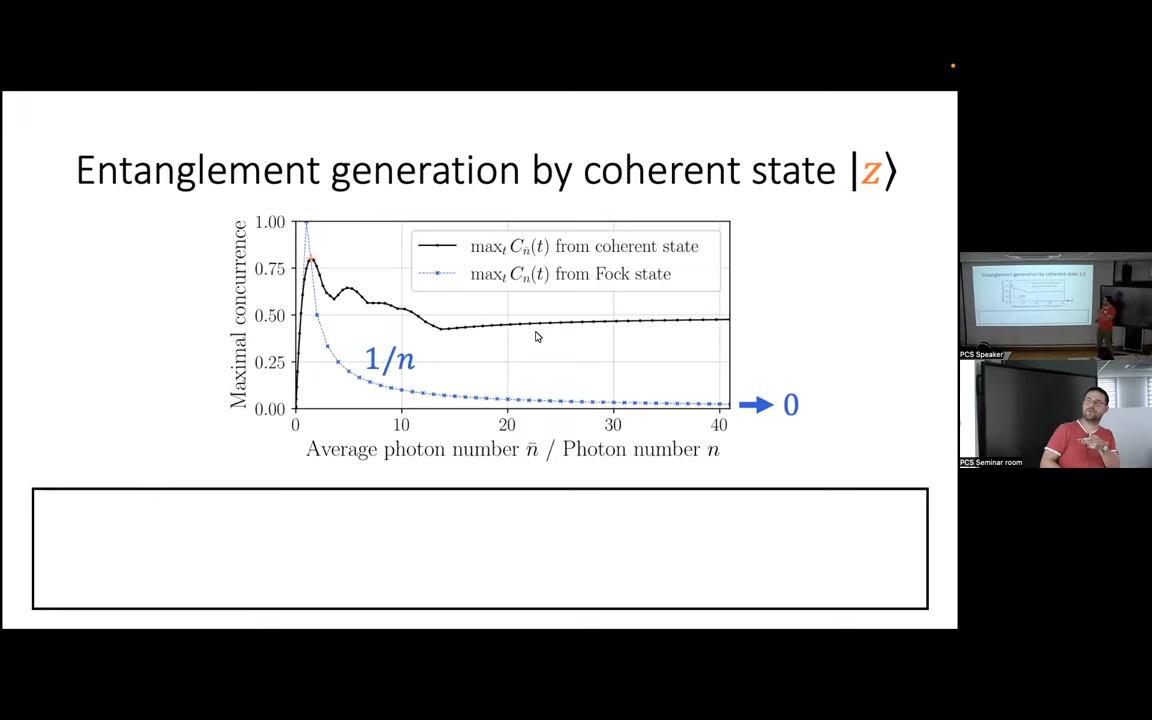 Entanglement generation by coherent state |z⟩
Maximal concurrence
1.00
0.75
0.50
0.25
0.00
max_t C_n̄(t) from coherent state
max_t C_n(t) from Fock state
1/n
0
0 10 20 30 40
Average photon number n̄ / Photon number n
PCS Speaker
PCS Seminar room